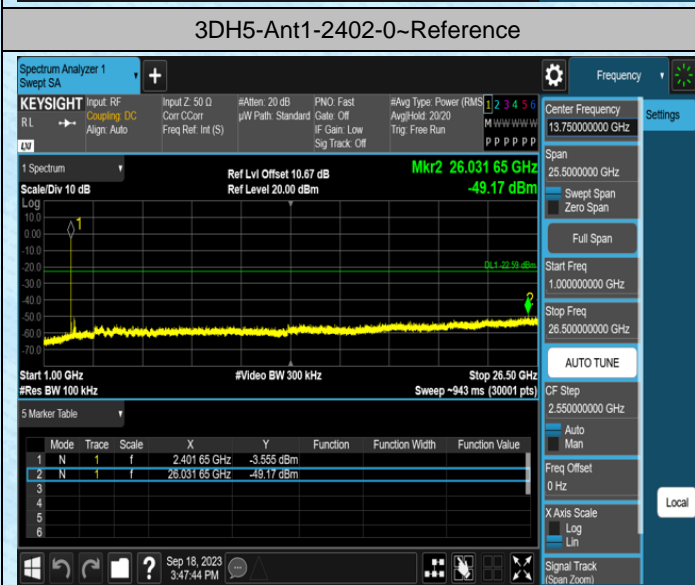 3DH5-Ant1-2402-0~Reference
Spectrum Analyzer 1
Swept SA
+
Frequency
KEYSIGHT
RL
LXI
Input: RF
Coupling: DC
Align: Auto
Input Z: 50 Ω
Corr CCorr
Freq Ref: Int (S)
#Atten: 20 dB
µW Path: Standard
PNO: Fast
Gate: Off
IF Gain: Low
Sig Track: Off
#Avg Type: Power (RMS
Avg|Hold: 20/20
Trig: Free Run
1 2 3 4 5 6
M W W W W W
P P P P P P
Center Frequency
13.750000000 GHz
Settings
1 Spectrum
Scale/Div 10 dB
Ref Lvl Offset 10.67 dB
Ref Level 20.00 dBm
Mkr2 26.031 65 GHz
-49.17 dBm
Span
25.5000000 GHz
Swept Span
Zero Span
Full Span
Start Freq
1.000000000 GHz
Stop Freq
26.500000000 GHz
AUTO TUNE
CF Step
2.550000000 GHz
Auto
Man
Freq Offset
0 Hz
X Axis Scale
Log
Lin
Signal Track
(Span Zoom)
Local
Log
10.0
0.00
-10.0
-20.0
-30.0
-40.0
-50.0
-60.0
-70.0
1
DL1 -22.59 dBm
2
Start 1.00 GHz
#Res BW 100 kHz
#Video BW 300 kHz
Stop 26.50 GHz
Sweep ~943 ms (30001 pts)
5 Marker Table
Mode Trace Scale X Y Function Function Width Function Value
1 N 1 f 2.401 65 GHz -3.555 dBm
2 N 1 f 26.031 65 GHz -49.17 dBm
3
4
5
6
?
Sep 18, 2023
3:47:44 PM